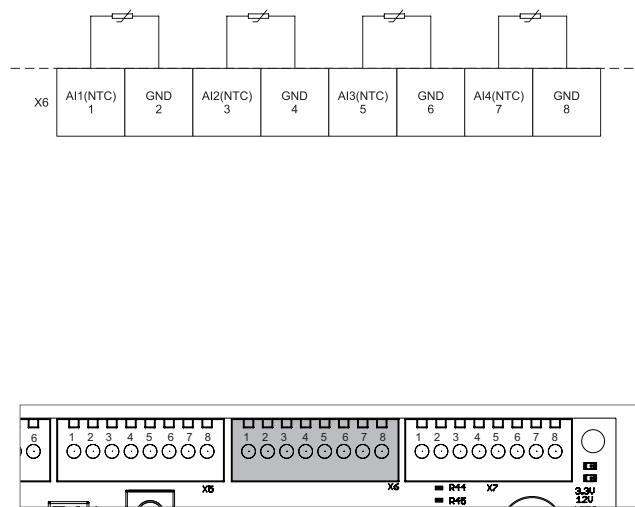 X6
AI1(NTC) GND AI2(NTC) GND AI3(NTC) GND AI4(NTC) GND
1 2 3 4 5 6 7 8
6 1 2 3 4 5 6 7 8 1 2 3 4 5 6 7 8 1 2 3 4 5 6 7 8
X5 X6 R44 X7
R45
3.3V
12V